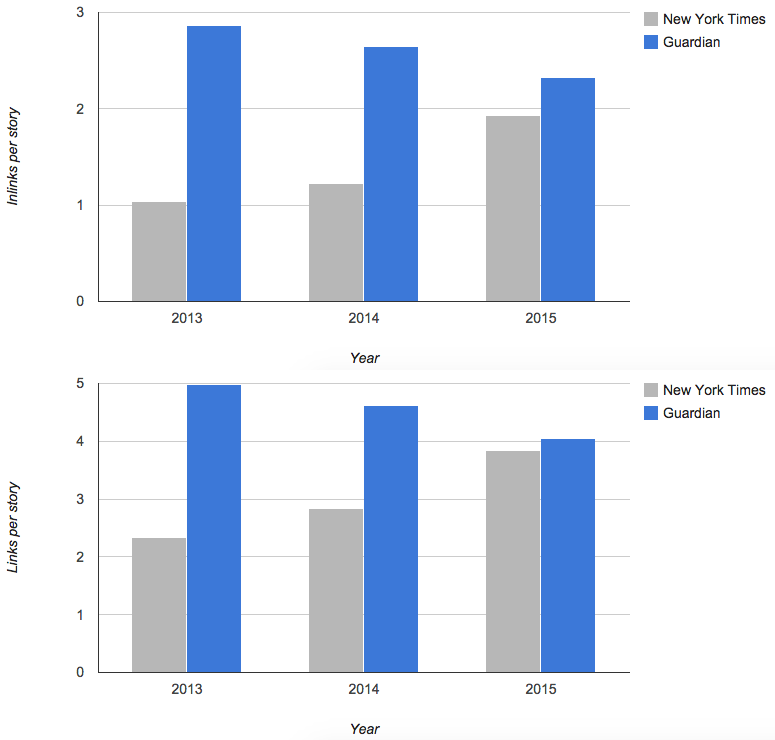 3
New York Times
Guardian
2
Inlinks per story
1
0
2013 2014 2015
Year
5
New York Times
Guardian
4
3
Links per story
2
1
0
2013 2014 2015
Year